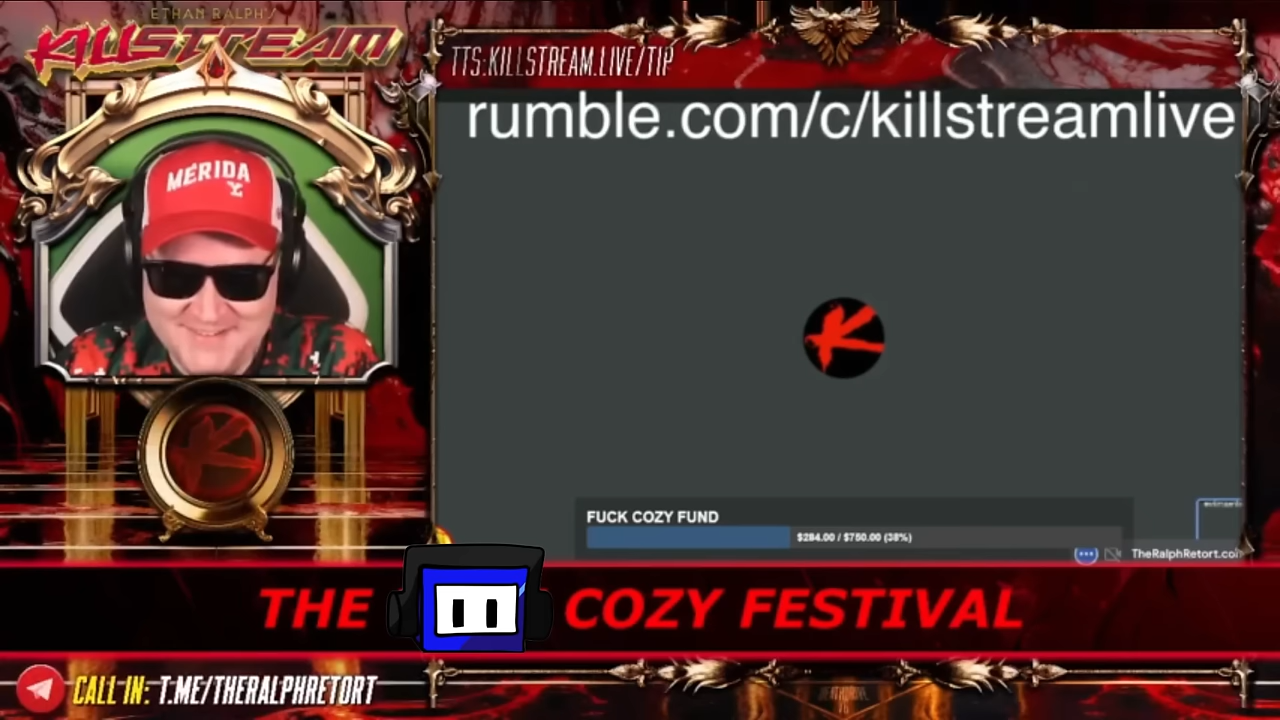 ETHAN RALPH'S
KILLSTREAM
TTS:KILLSTREAM.LIVE/TIP
rumble.com/c/killstreamlive
MERIDA
FUCK COZY FUND
$284.00 / $750.00 (38%)
TheRalphRetort.co
THE COZY FESTIVAL
CALL IN: T.ME/THERALPHRETORT